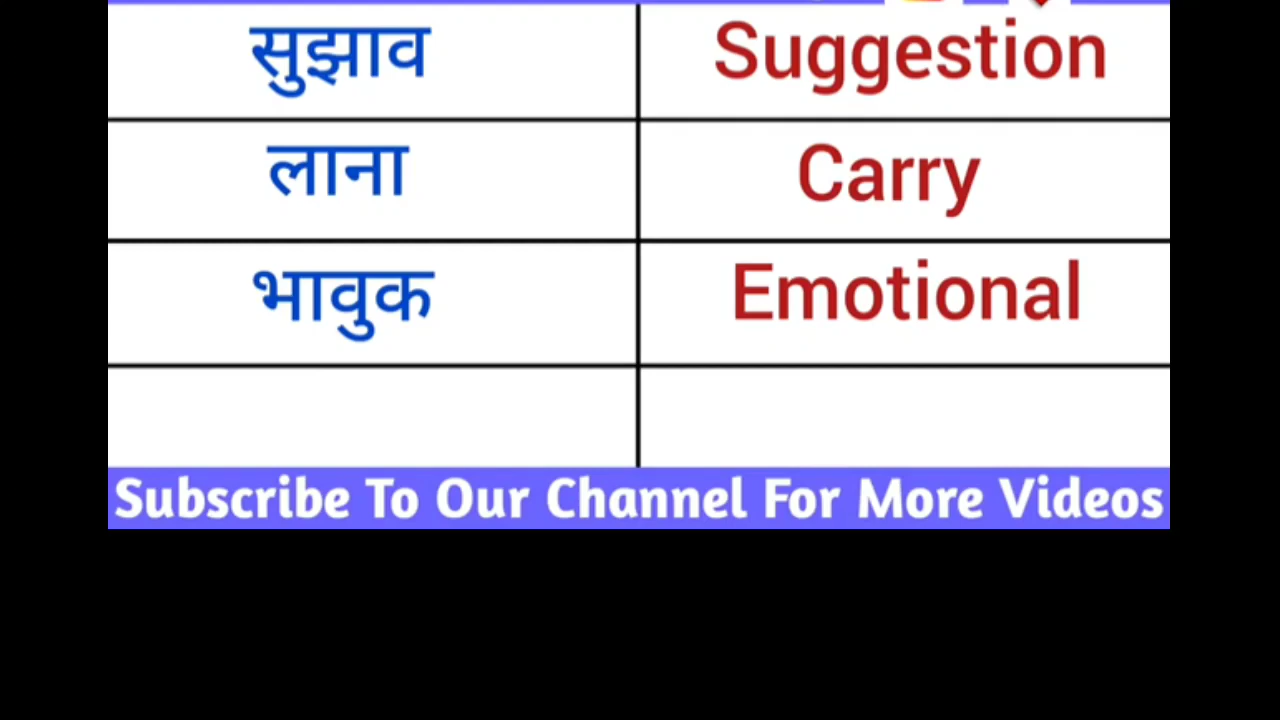 सुझाव Suggestion
लाना Carry
भावुक Emotional
Subscribe To Our Channel For More Videos